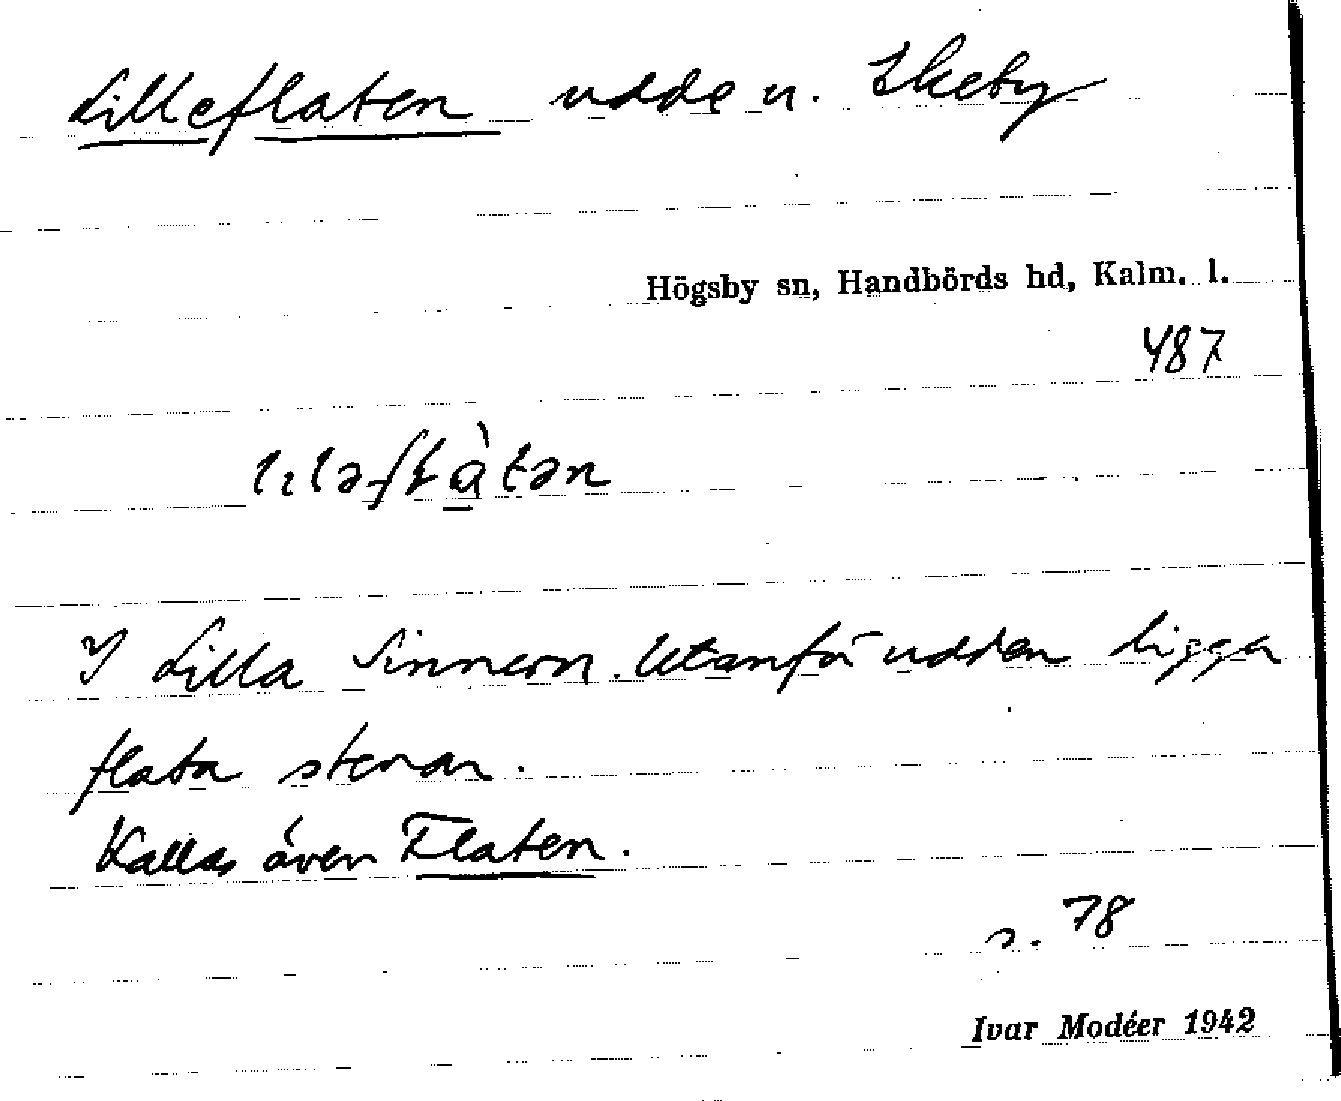 Lilleflaten udde u. Ekeby
Högsby sn, Handbörds hd, Kalm. l.
487
I Lilla Sinnern. Utanför udden ligga
flata stenar.
Kallas även Flaten.
s. 78
Ivar Modéer 1942